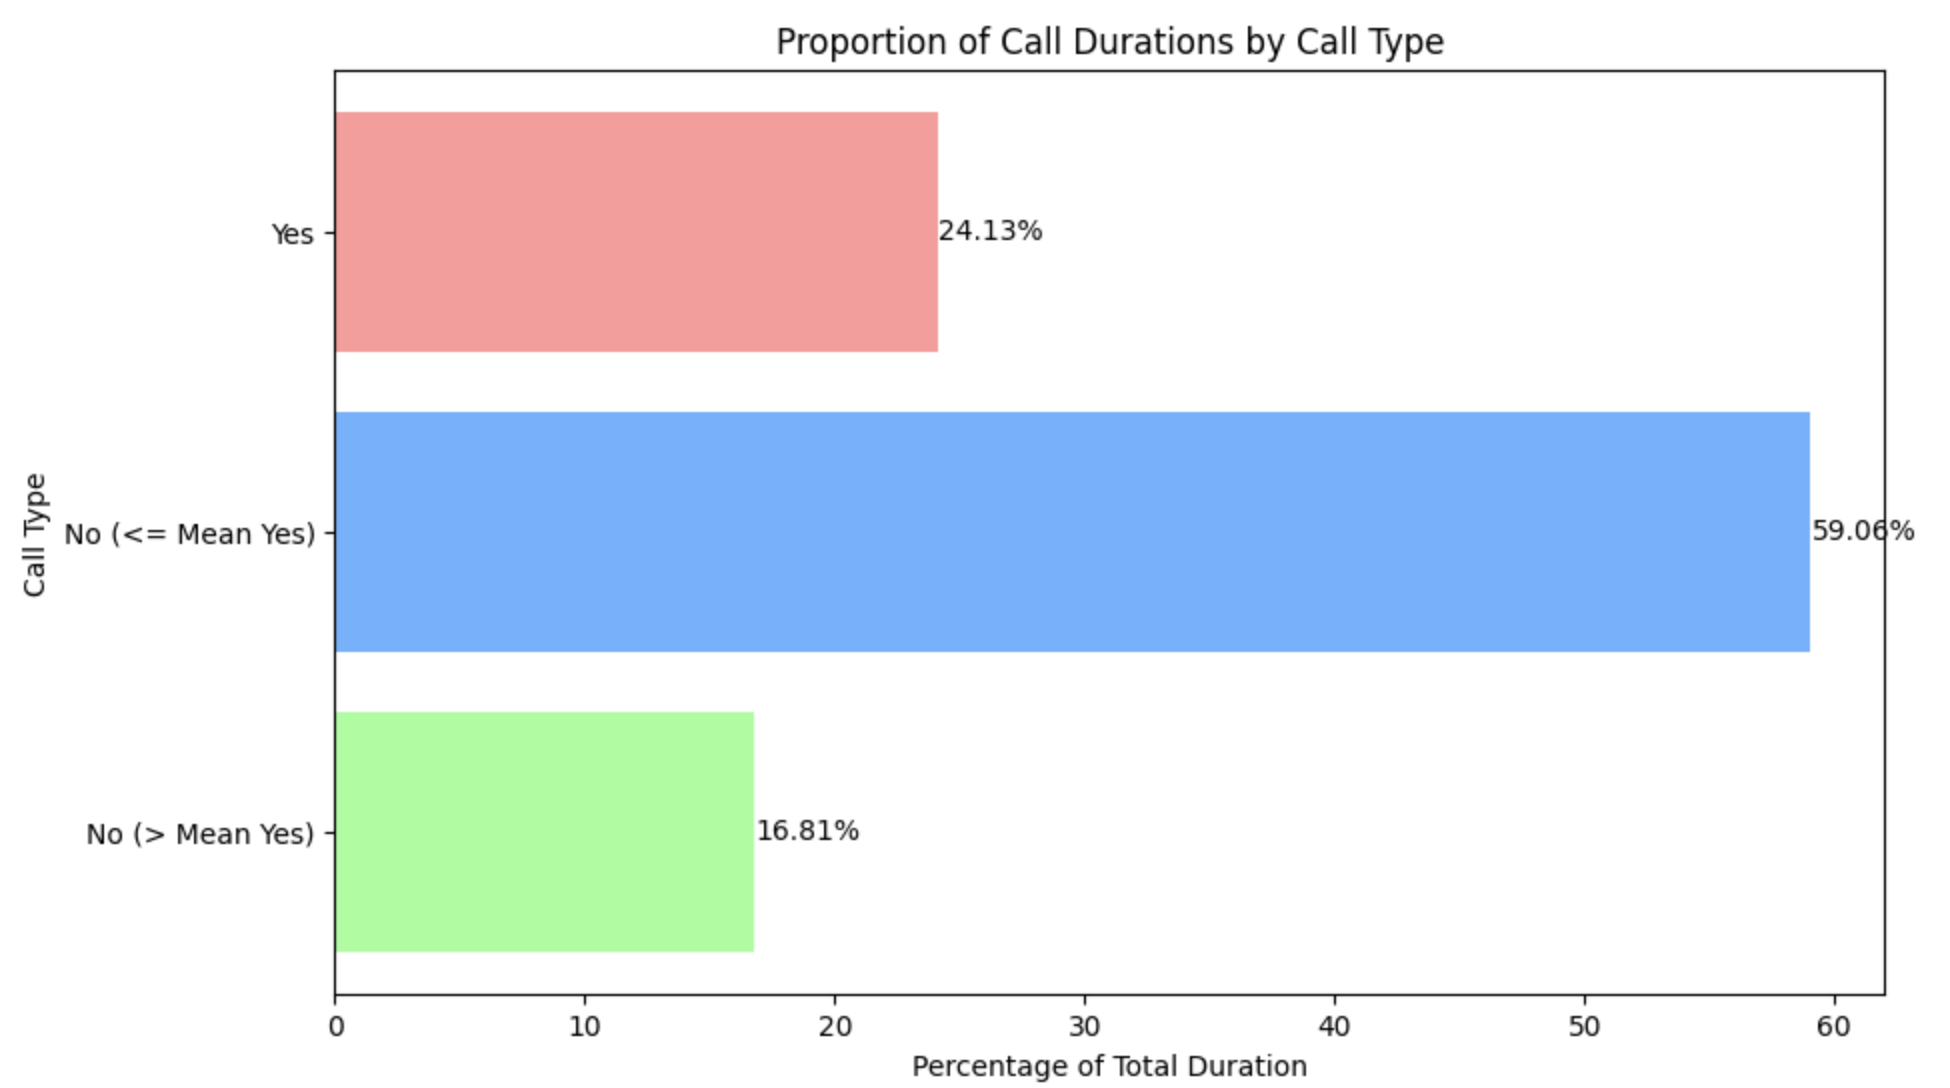 Proportion of Call Durations by Call Type
Yes
24.13%
Call Type
No (<= Mean Yes)
59.06%
No (> Mean Yes)
16.81%
0 10 20 30 40 50 60
Percentage of Total Duration